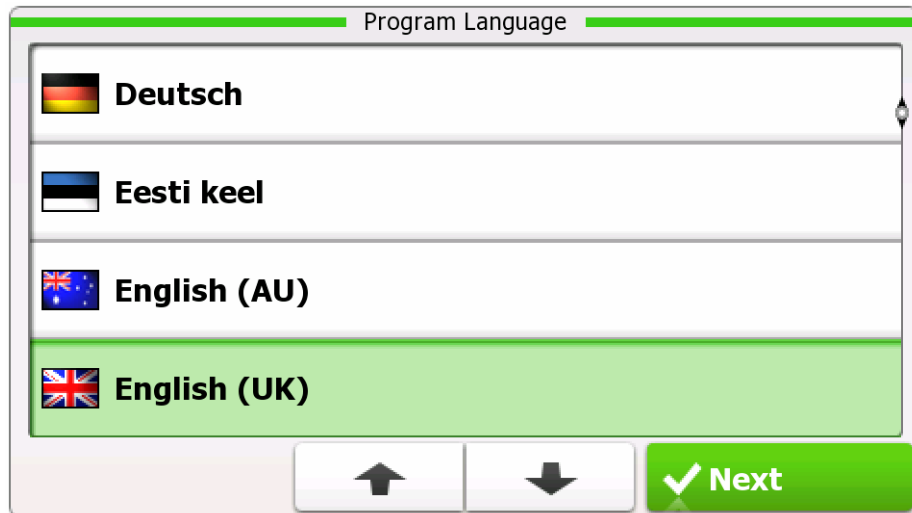 Program Language
Deutsch
Eesti keel
English (AU)
English (UK)
Next